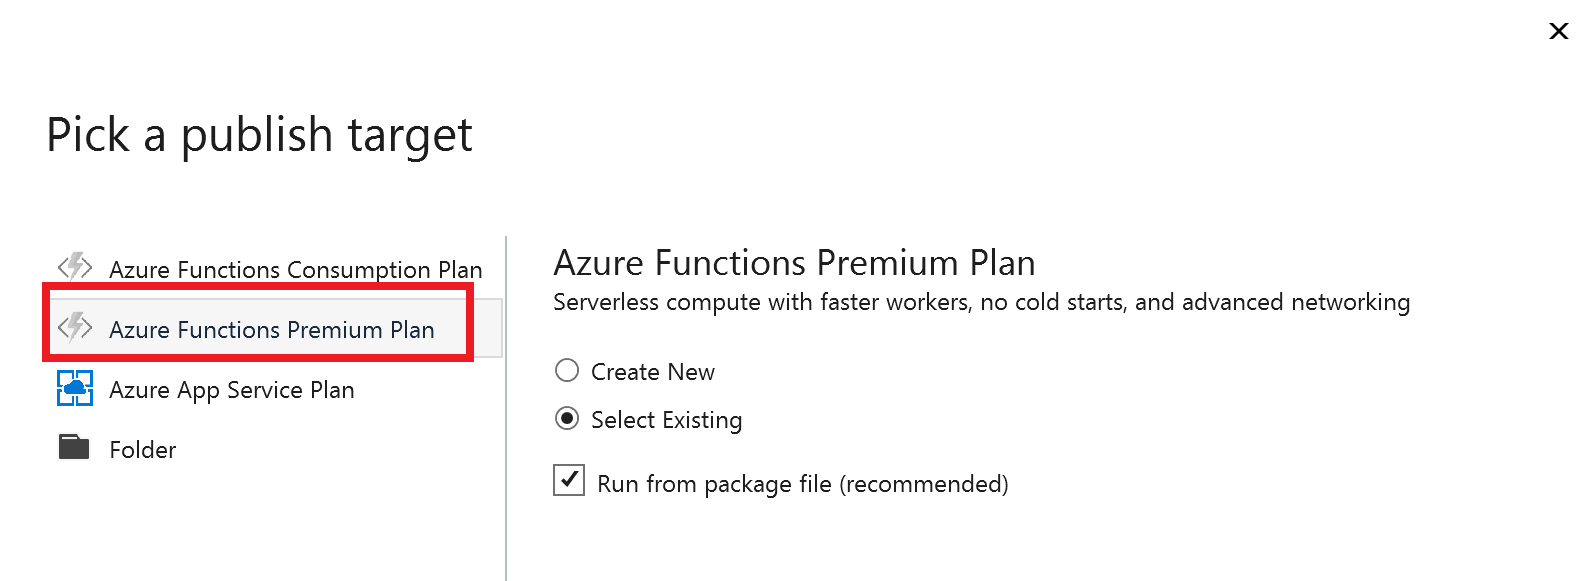 Pick a publish target
Azure Functions Consumption Plan
Azure Functions Premium Plan
Azure App Service Plan
Folder
Azure Functions Premium Plan
Serverless compute with faster workers, no cold starts, and advanced networking
Create New
Select Existing
Run from package file (recommended)